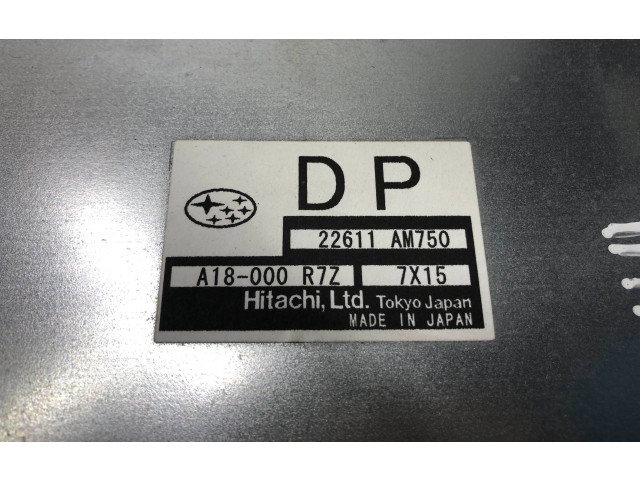 DP
22611 AM750
A18-000 R7Z 7X15
Hitachi, Ltd. Tokyo Japan
MADE IN JAPAN